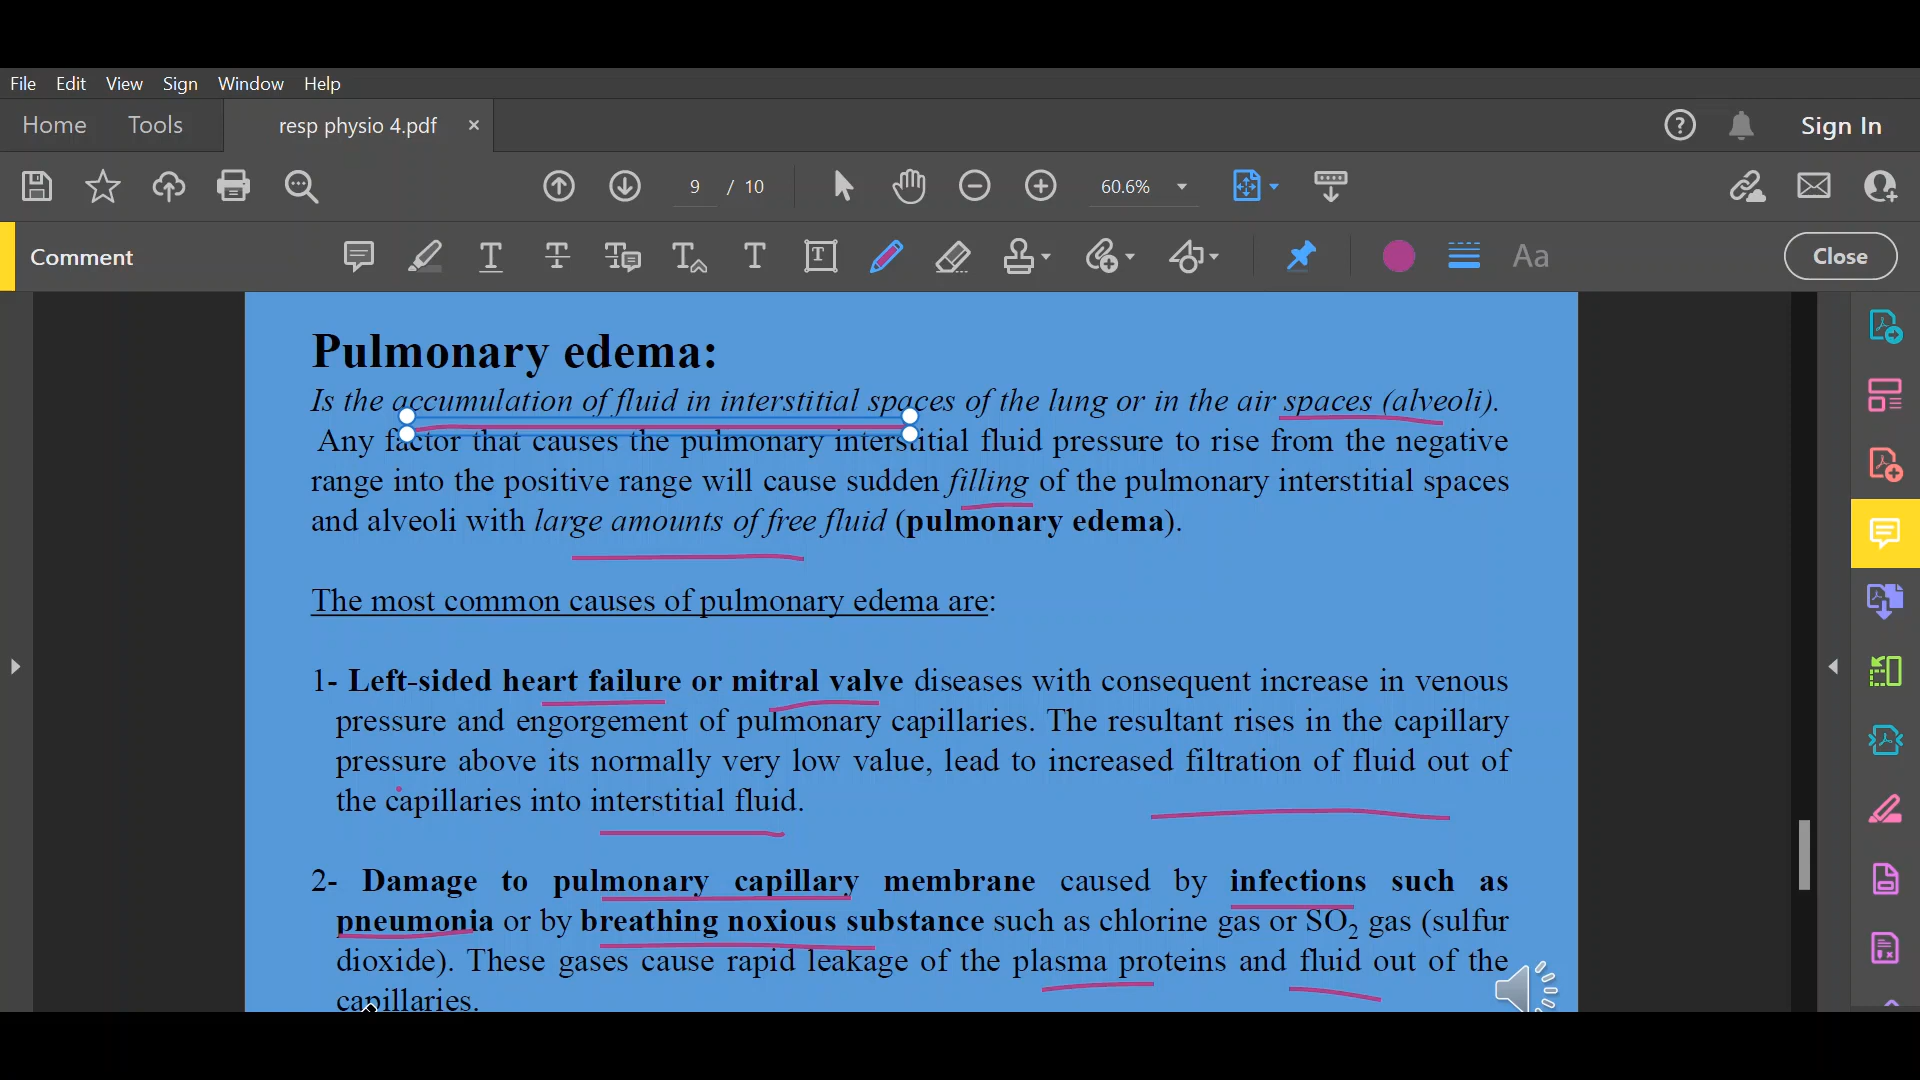 File Edit View Sign Window Help
Home Tools resp physio 4.pdf × Sign In
9 / 10 60.6%
Comment Aa Close
Pulmonary edema:
Is the accumulation of fluid in interstitial spaces of the lung or in the air spaces (alveoli).
Any factor that causes the pulmonary interstitial fluid pressure to rise from the negative
range into the positive range will cause sudden filling of the pulmonary interstitial spaces
and alveoli with large amounts of free fluid (pulmonary edema).
The most common causes of pulmonary edema are:
1- Left-sided heart failure or mitral valve diseases with consequent increase in venous
pressure and engorgement of pulmonary capillaries. The resultant rises in the capillary
pressure above its normally very low value, lead to increased filtration of fluid out of
the capillaries into interstitial fluid.
2- Damage to pulmonary capillary membrane caused by infections such as
pneumonia or by breathing noxious substance such as chlorine gas or SO₂ gas (sulfur
dioxide). These gases cause rapid leakage of the plasma proteins and fluid out of the
capillaries.